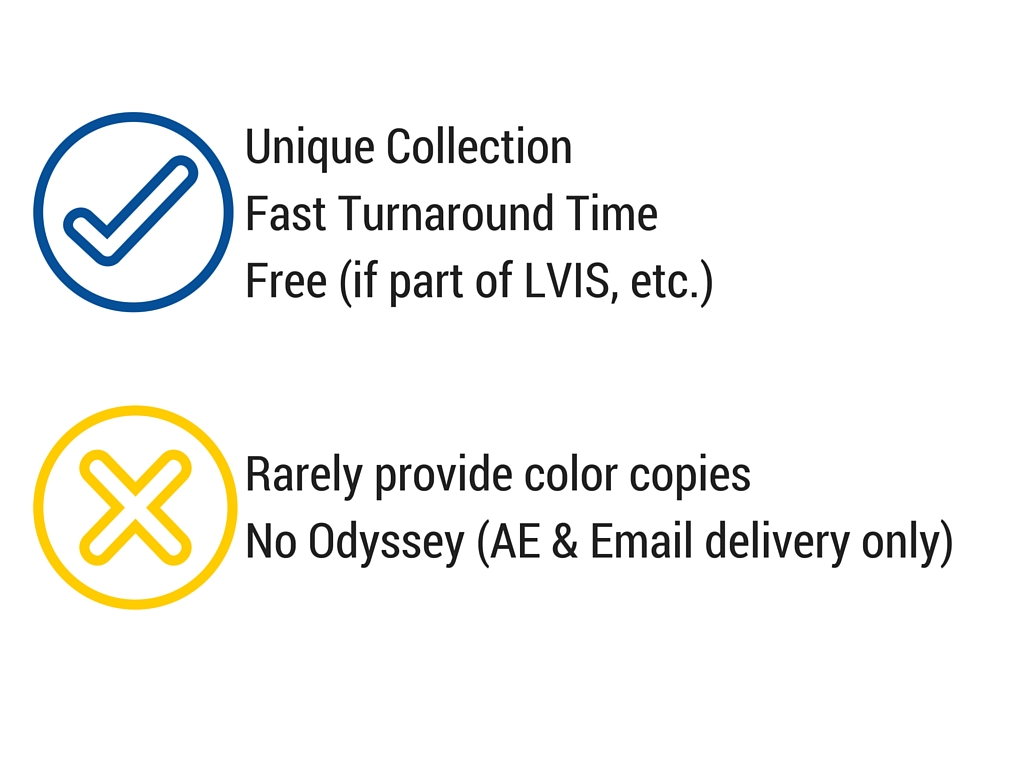 Unique Collection
Fast Turnaround Time
Free (if part of LVIS, etc.)
Rarely provide color copies
No Odyssey (AE & Email delivery only)